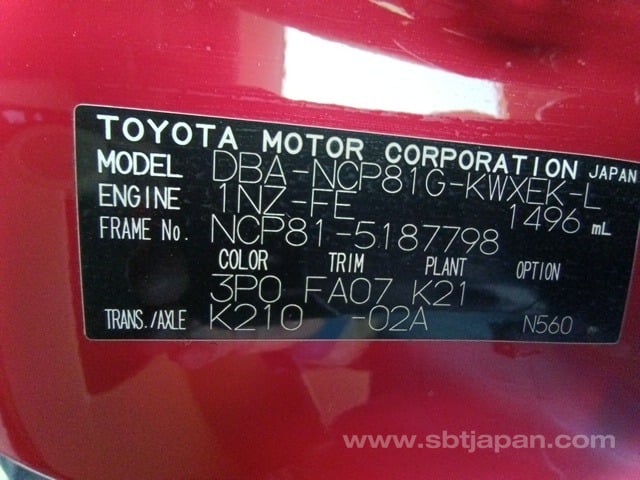 TOYOTA MOTOR CORPORATION JAPAN
MODEL DBA-NCP81G-KWXEK-L
ENGINE 1NZ-FE 1496 mL
FRAME No. NCP81-5187798
COLOR TRIM PLANT OPTION
3P0 FA07 K21
TRANS./AXLE K210 -02A N560
www.sbtjapan.com